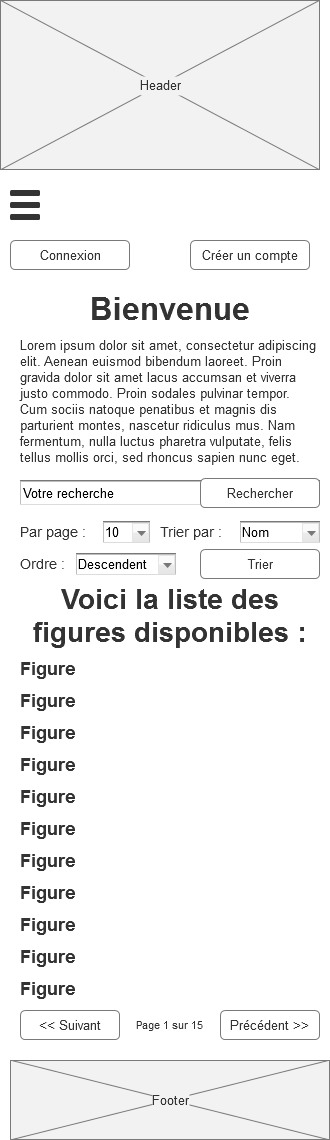 Header
Connexion
Créer un compte
Bienvenue
Lorem ipsum dolor sit amet, consectetur adipiscing
elit. Aenean euismod bibendum laoreet. Proin
gravida dolor sit amet lacus accumsan et viverra
justo commodo. Proin sodales pulvinar tempor.
Cum sociis natoque penatibus et magnis dis
parturient montes, nascetur ridiculus mus. Nam
fermentum, nulla luctus pharetra vulputate, felis
tellus mollis orci, sed rhoncus sapien nunc eget.
Votre recherche
Rechercher
Par page : 10 Trier par : Nom
Ordre : Descendent
Trier
Voici la liste des
figures disponibles :
Figure
Figure
Figure
Figure
Figure
Figure
Figure
Figure
Figure
Figure
Figure
<< Suivant
Page 1 sur 15
Précédent >>
Footer